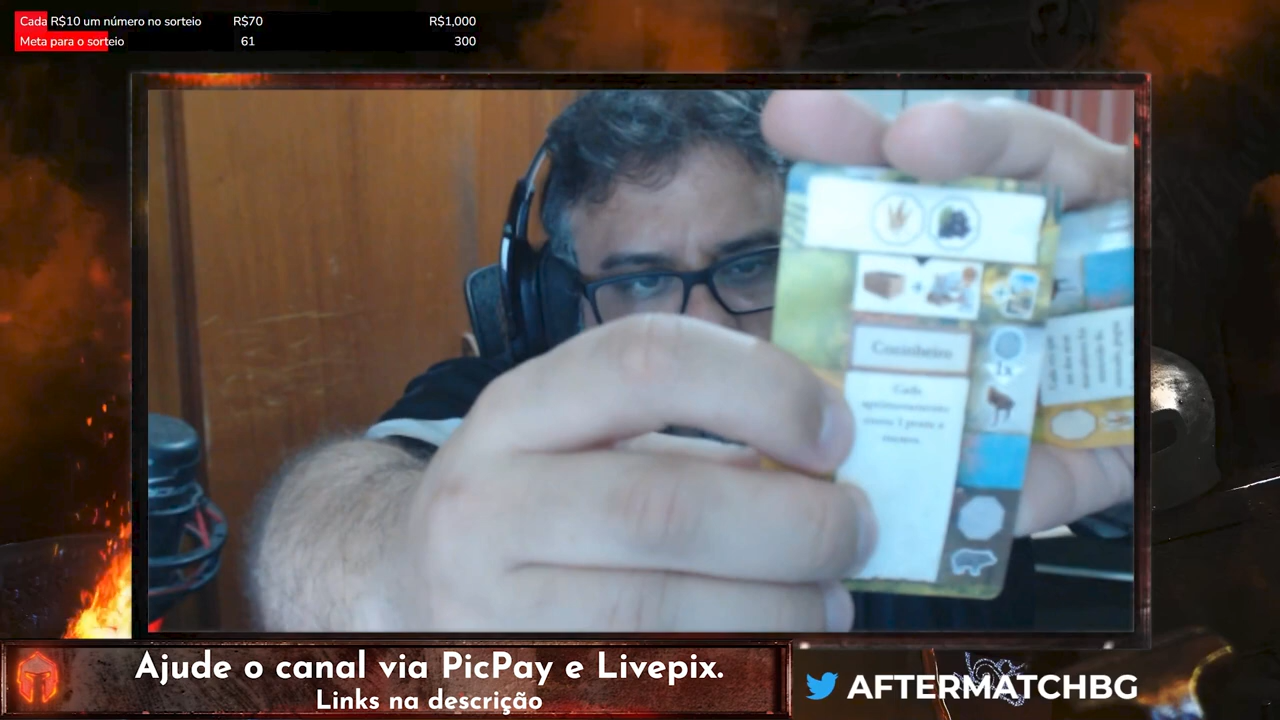 Cada R$10 um número no sorteio R$70 R$1,000
Meta para o sorteio 61 300
Cozinheiro
Cada
1x
Ajude o canal via PicPay e Livepix.
Links na descrição
AFTERMATCHBG